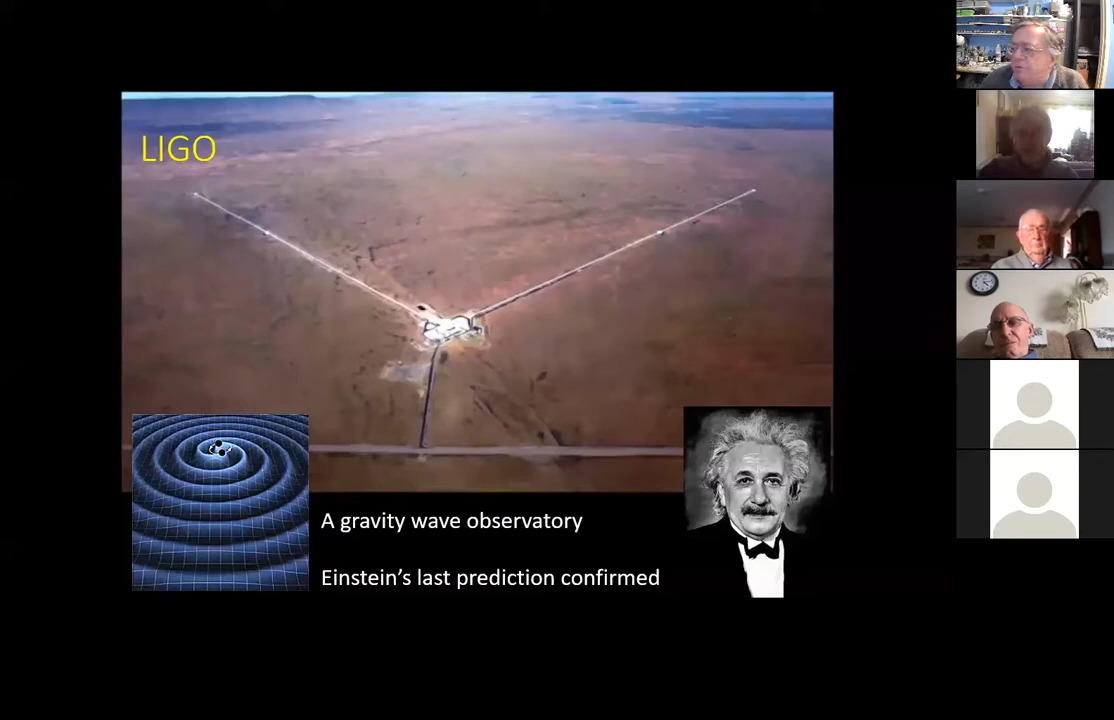 LIGO
A gravity wave observatory
Einstein’s last prediction confirmed